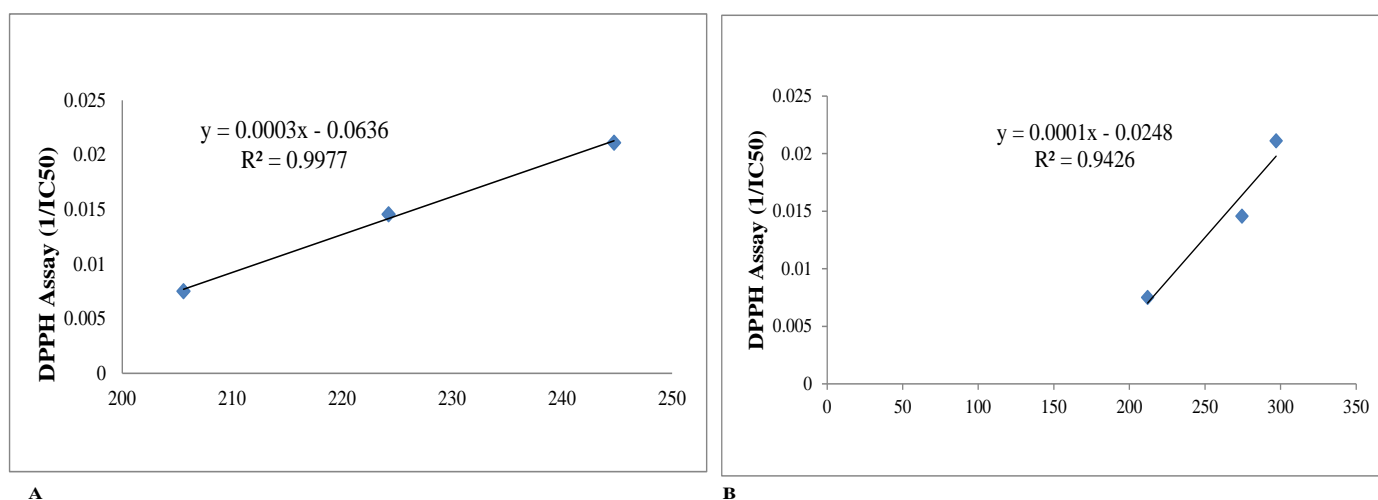 DPPH Assay (1/IC50)
0.025
0.02
0.015
0.01
0.005
0
y = 0.0003x - 0.0636
R² = 0.9977
200 210 220 230 240 250
A
DPPH Assay (1/IC50)
0.025
0.02
0.015
0.01
0.005
0
y = 0.0001x - 0.0248
R² = 0.9426
0 50 100 150 200 250 300 350
B